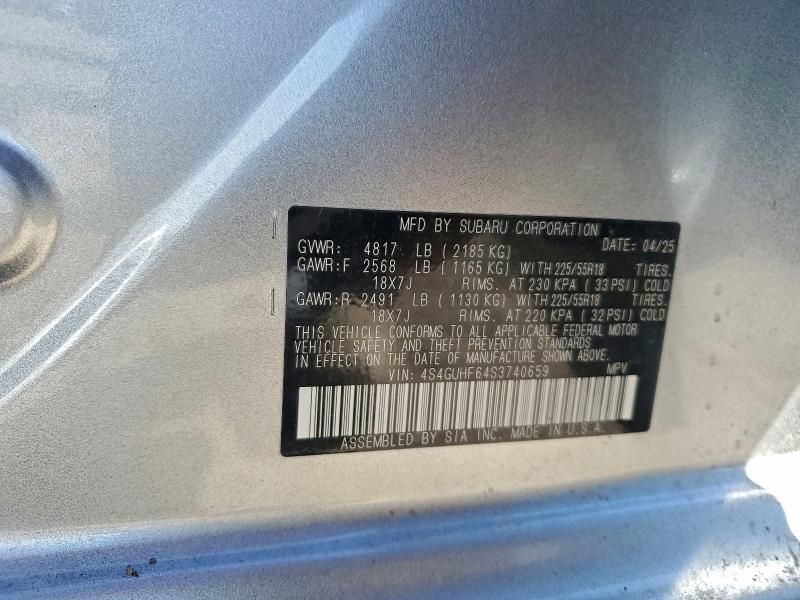 MFD BY SUBARU CORPORATION
GVWR: 4817 LB (2185 KG) DATE: 04/25
GAWR:F 2568 LB (1165 KG) WITH 225/55R18 TIRES.
18X7J RIMS. AT 230 KPA (33 PSI) COLD
GAWR:R 2491 LB (1130 KG) WITH 225/55R18 TIRES.
18X7J RIMS. AT 220 KPA (32 PSI) COLD
THIS VEHICLE CONFORMS TO ALL APPLICABLE FEDERAL MOTOR
VEHICLE SAFETY AND THEFT PREVENTION STANDARDS
IN EFFECT ON THE DATE OF MANUFACTURE SHOWN ABOVE.
VIN: 4S4GUHF64S3740659 MPV
ASSEMBLED BY SIA INC. MADE IN U.S.A.